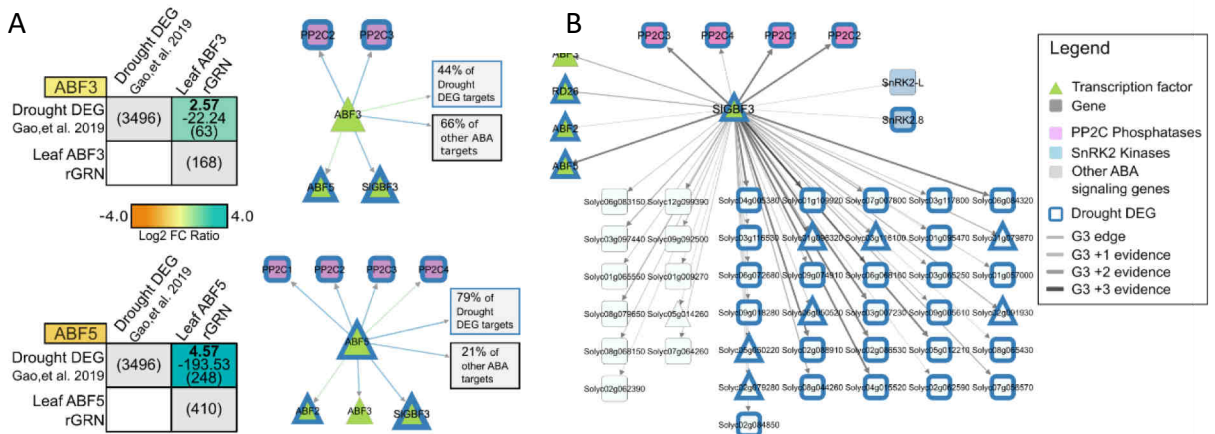 A
Drought DEG
Gao,et al. 2019
Leaf ABF3
rGRN
ABF3
Drought DEG
Gao,et al. 2019
(3496)
2.57
-22.24
(63)
Leaf ABF3
rGRN
(168)
-4.0
4.0
Log2 FC Ratio
Drought DEG
Gao,et al. 2019
Leaf ABF5
rGRN
ABF5
Drought DEG
Gao,et al. 2019
(3496)
4.57
-193.53
(248)
Leaf ABF5
rGRN
(410)
PP2C2
PP2C3
44% of
Drought
DEG targets
ABF3
66% of
other ABA
targets
ABF5
SlGBF3
PP2C1
PP2C2
PP2C3
PP2C4
79% of
Drought
DEG targets
ABF5
21% of
other ABA
targets
ABF2
ABF3
SlGBF3
B
PP2C3
PP2C4
PP2C1
PP2C2
ABF3
RD26
ABF2
ABF5
SlGBF3
SnRK2-L
SnRK2.8
Solyc06g083150
Solyc12g099390
Solyc04g005380
Solyc01g109920
Solyc07g007800
Solyc03g117800
Solyc06g084320
Solyc03g097440
Solyc09g092500
Solyc03g116530
Solyc01g095470
Solyc01g065550
Solyc01g009270
Solyc06g072680
Solyc09g074910
Solyc03g065250
Solyc01g057000
Solyc08g079650
Solyc05g014260
Solyc09g018280
Solyc03g007230
Solyc09g005610
Solyc08g068150
Solyc07g064260
Solyc02g088910
Solyc02g086530
Solyc05g012210
Solyc08g065430
Solyc02g062390
Solyc08g044260
Solyc04g015520
Solyc02g062590
Solyc07g056570
Solyc02g084850
Legend
Transcription factor
Gene
PP2C Phosphatases
SnRK2 Kinases
Other ABA
signaling genes
Drought DEG
G3 edge
G3 +1 evidence
G3 +2 evidence
G3 +3 evidence